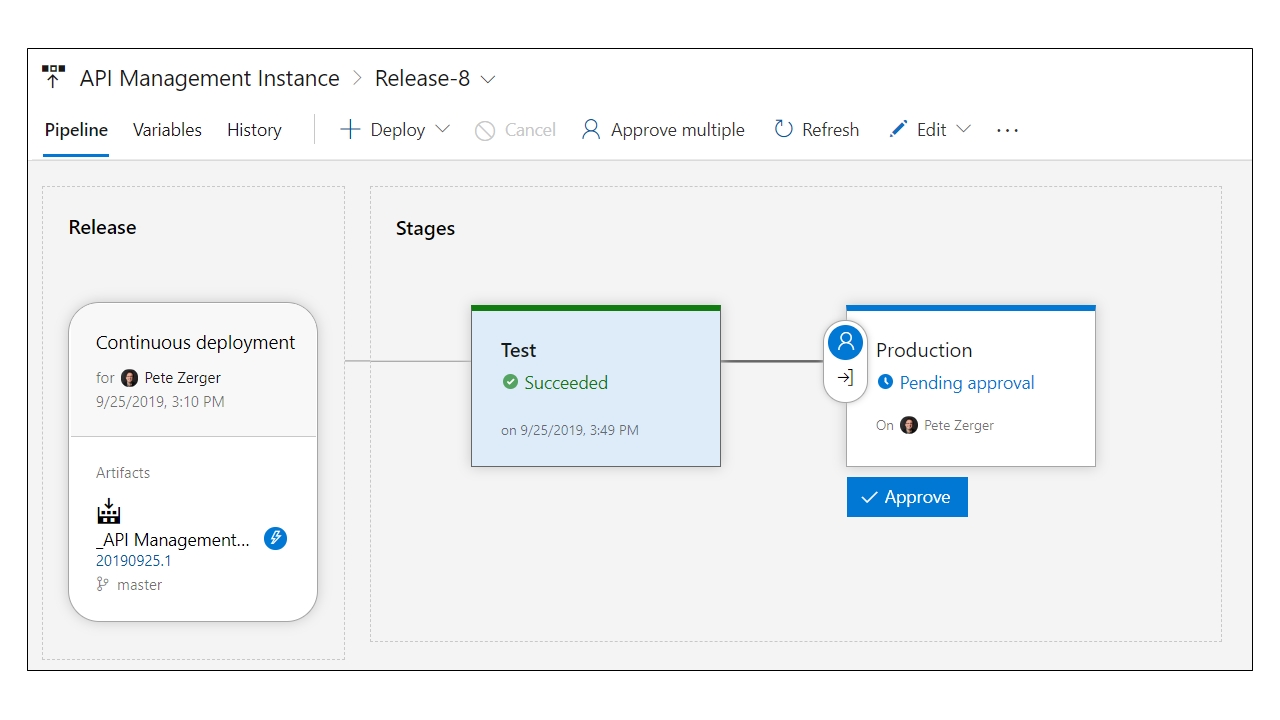 API Management Instance > Release-8
Pipeline Variables History Deploy Cancel Approve multiple Refresh Edit ...
Release
Continuous deployment
for Pete Zerger
9/25/2019, 3:10 PM
Artifacts
_API Management...
20190925.1
master
Stages
Test
Succeeded
on 9/25/2019, 3:49 PM
Production
Pending approval
On Pete Zerger
Approve